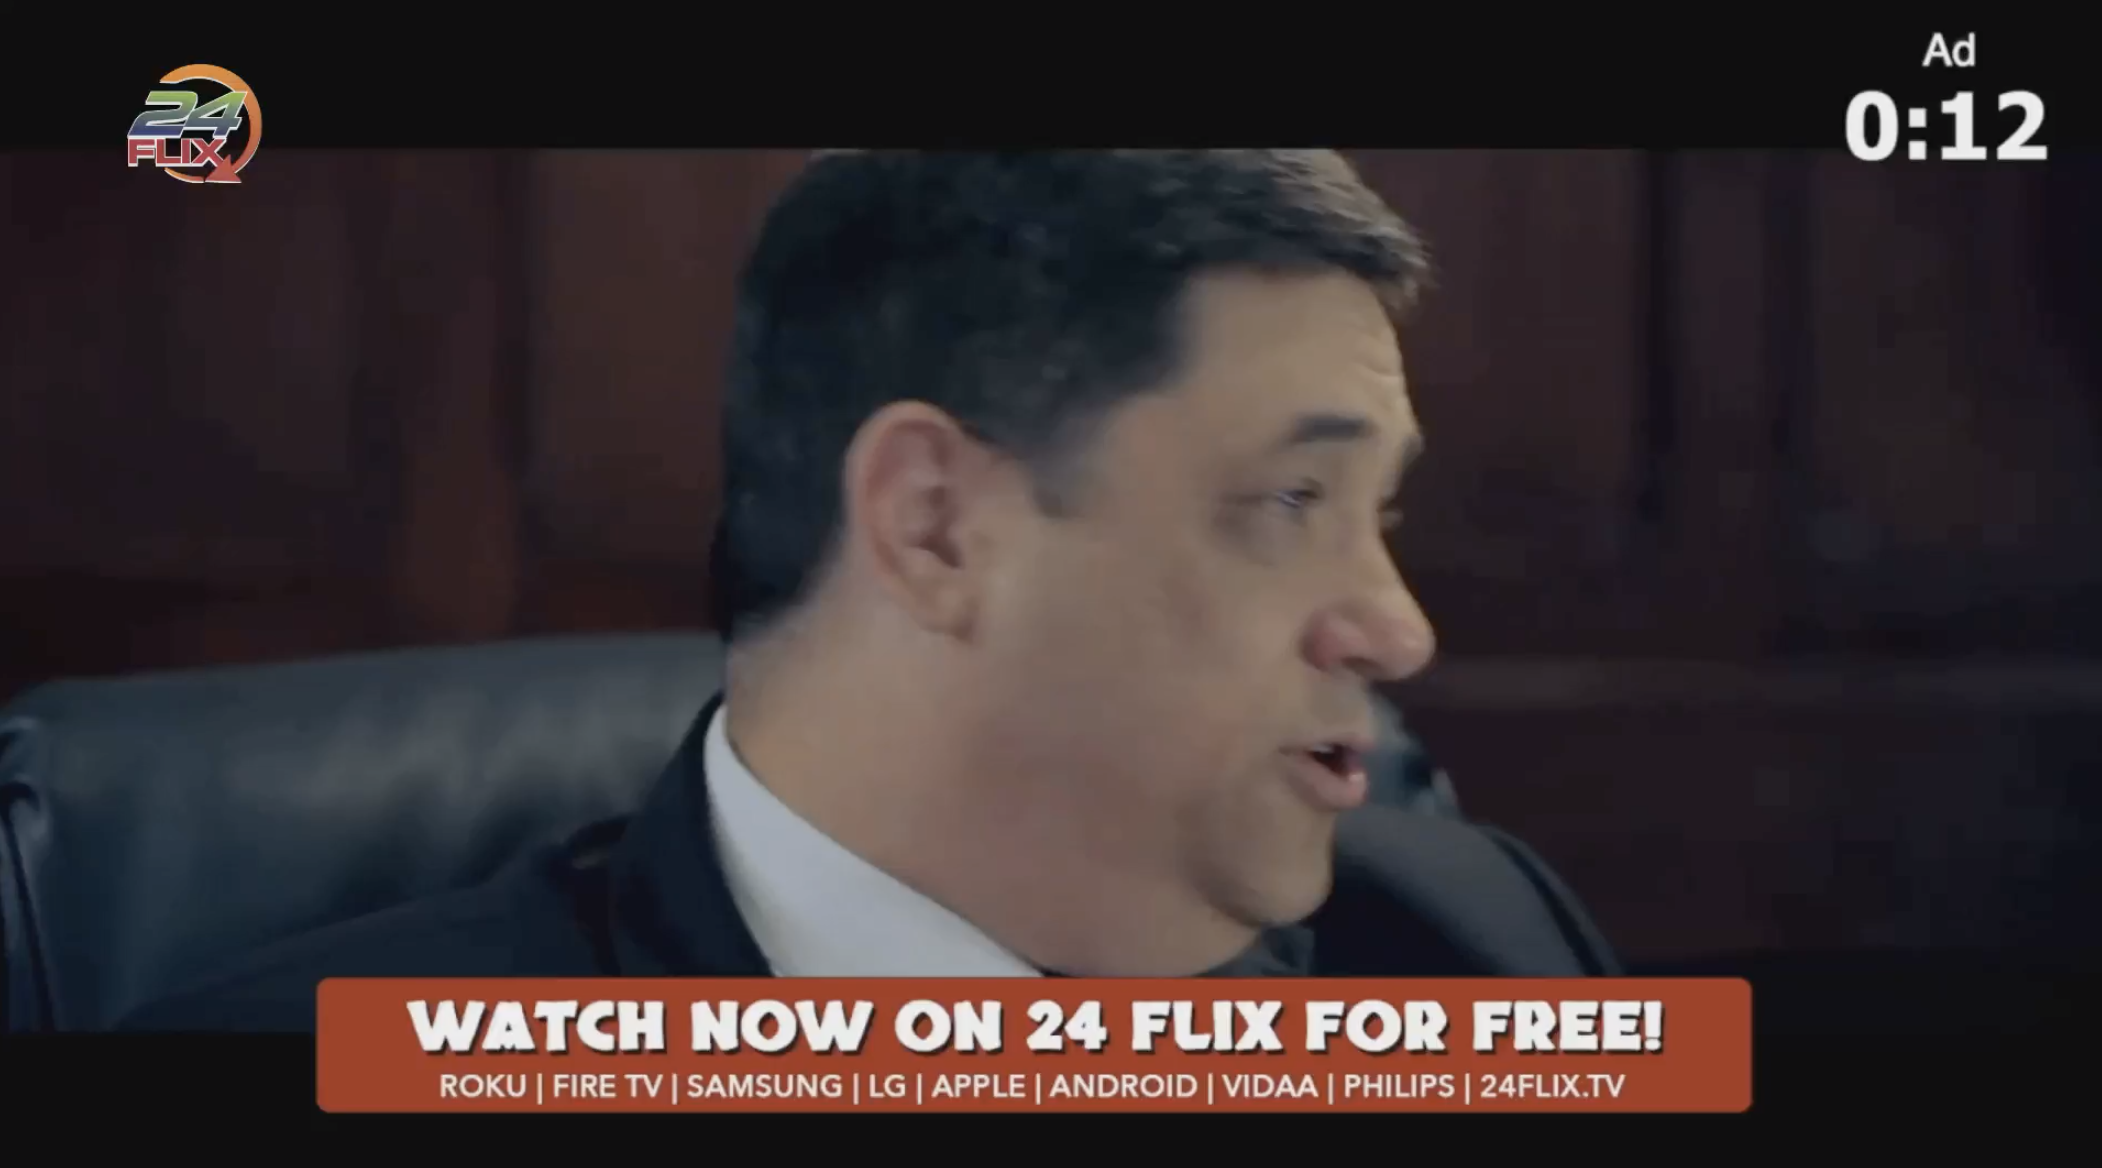 24
FLIX
Ad
0:12
WATCH NOW ON 24 FLIX FOR FREE!
ROKU | FIRE TV | SAMSUNG | LG | APPLE | ANDROID | VIDAA | PHILIPS | 24FLIX.TV